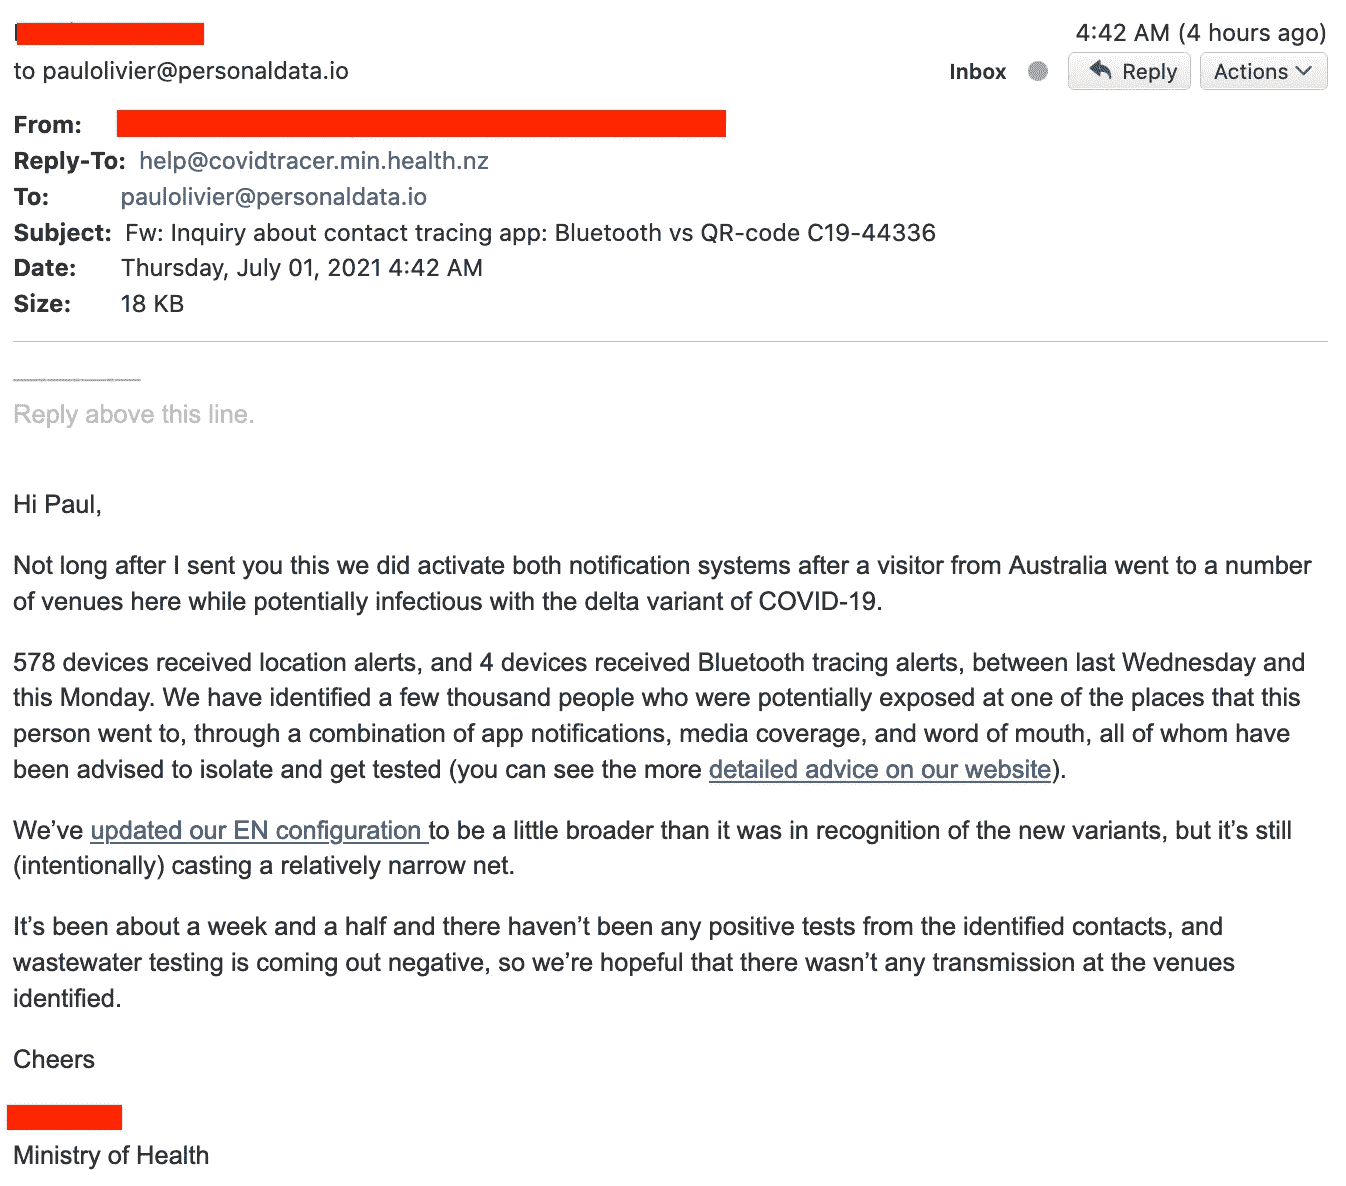 4:42 AM (4 hours ago)
to paulolivier@personaldata.io
Inbox
Reply
Actions
From:
Reply-To: help@covidtracer.min.health.nz
To: paulolivier@personaldata.io
Subject: Fw: Inquiry about contact tracing app: Bluetooth vs QR-code C19-44336
Date: Thursday, July 01, 2021 4:42 AM
Size: 18 KB
Reply above this line.
Hi Paul,
Not long after I sent you this we did activate both notification systems after a visitor from Australia went to a number
of venues here while potentially infectious with the delta variant of COVID-19.
578 devices received location alerts, and 4 devices received Bluetooth tracing alerts, between last Wednesday and
this Monday. We have identified a few thousand people who were potentially exposed at one of the places that this
person went to, through a combination of app notifications, media coverage, and word of mouth, all of whom have
been advised to isolate and get tested (you can see the more detailed advice on our website).
We’ve updated our EN configuration to be a little broader than it was in recognition of the new variants, but it’s still
(intentionally) casting a relatively narrow net.
It’s been about a week and a half and there haven’t been any positive tests from the identified contacts, and
wastewater testing is coming out negative, so we’re hopeful that there wasn’t any transmission at the venues
identified.
Cheers
Ministry of Health